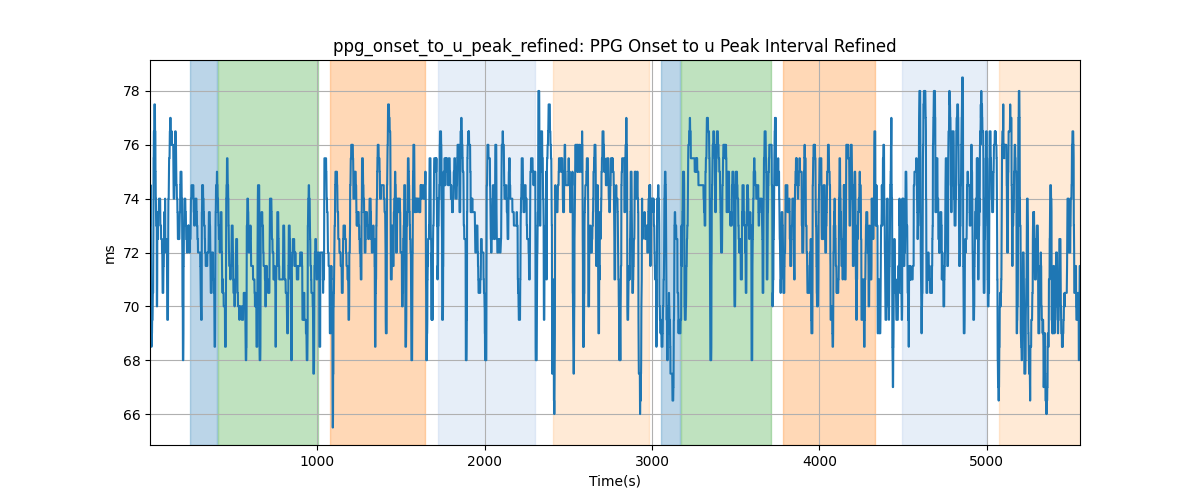 ppg_onset_to_u_peak_refined: PPG Onset to u Peak Interval Refined
78
76
74
72
70
68
66
ms
1000 2000 3000 4000 5000
Time(s)